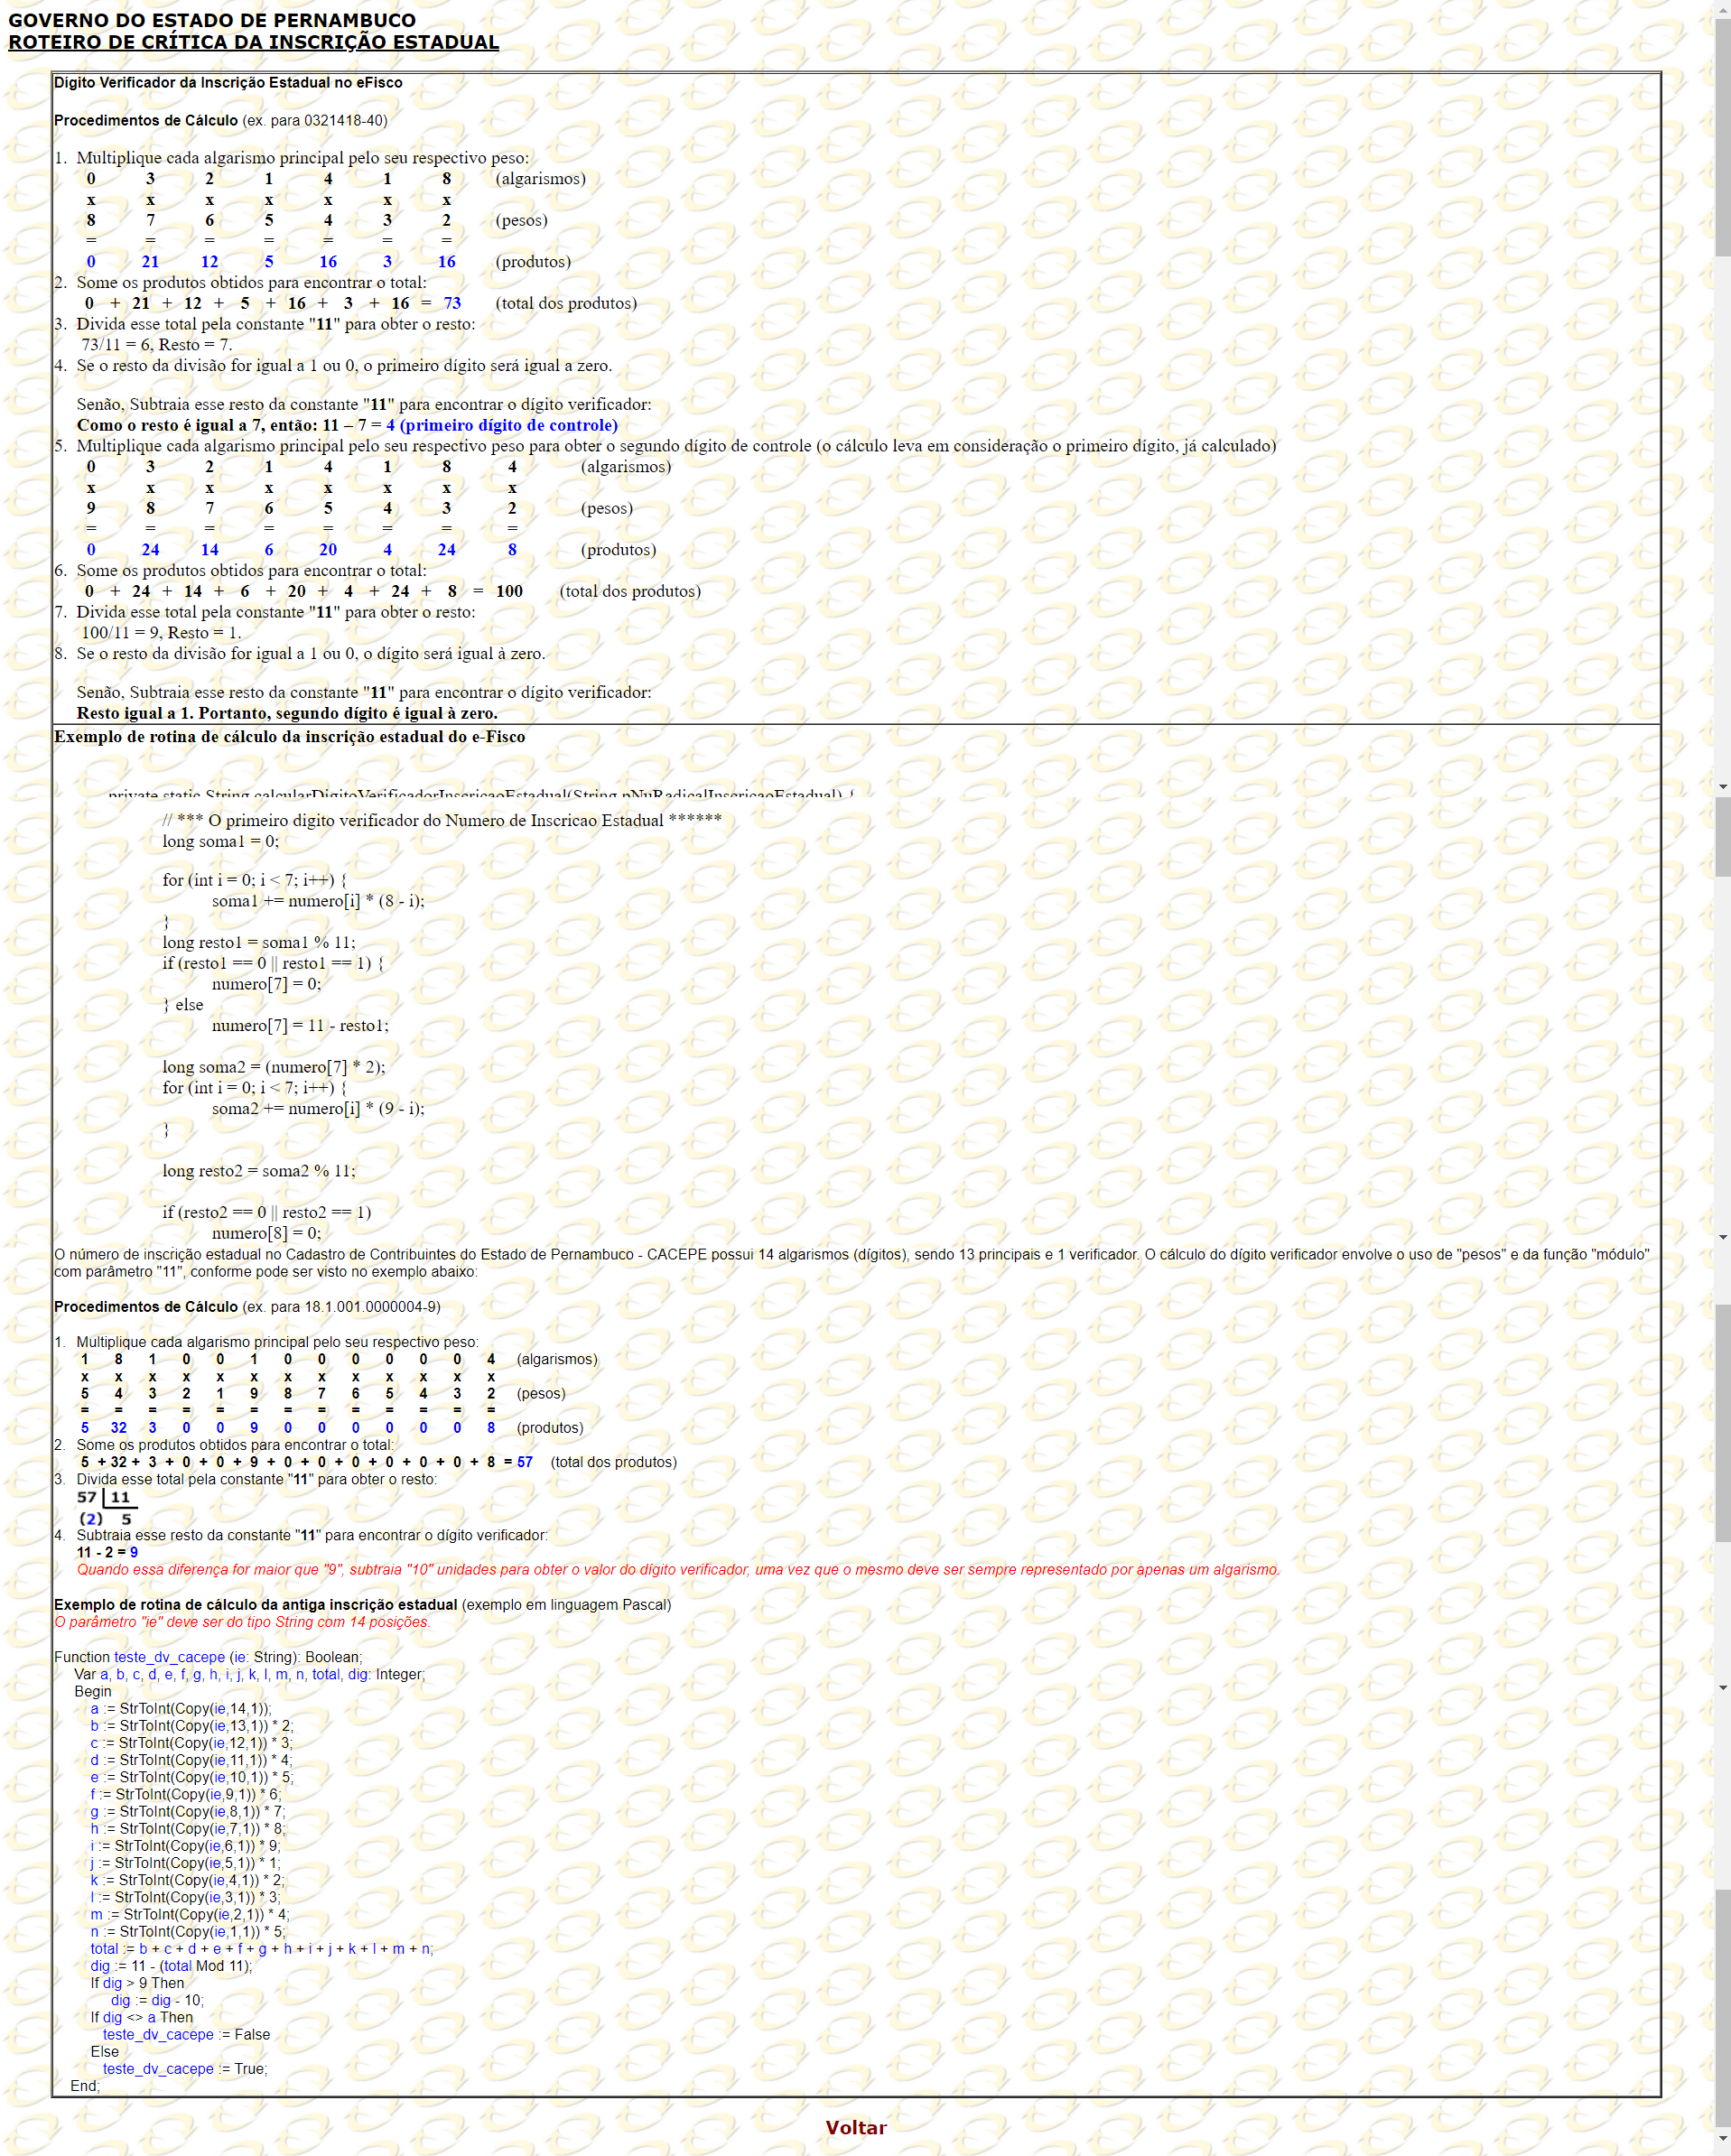 GOVERNO DO ESTADO DE PERNAMBUCO
ROTEIRO DE CRÍTICA DA INSCRIÇÃO ESTADUAL
Dígito Verificador da Inscrição Estadual no eFisco
Procedimentos de Cálculo (ex. para 0321418-40)
1. Multiplique cada algarismo principal pelo seu respectivo peso:
0 3 2 1 4 1 8 (algarismos)
x x x x x x x
8 7 6 5 4 3 2 (pesos)
= = = = = = =
0 21 12 5 16 3 16 (produtos)
2. Some os produtos obtidos para encontrar o total:
0 + 21 + 12 + 5 + 16 + 3 + 16 = 73 (total dos produtos)
3. Divida esse total pela constante "11" para obter o resto:
73/11 = 6, Resto = 7.
4. Se o resto da divisão for igual a 1 ou 0, o primeiro dígito será igual a zero.
Senão, Subtraia esse resto da constante "11" para encontrar o dígito verificador:
Como o resto é igual a 7, então: 11 – 7 = 4 (primeiro dígito de controle)
5. Multiplique cada algarismo principal pelo seu respectivo peso para obter o segundo dígito de controle (o cálculo leva em consideração o primeiro dígito, já calculado)
0 3 2 1 4 1 8 4 (algarismos)
x x x x x x x x
9 8 7 6 5 4 3 2 (pesos)
= = = = = = = =
0 24 14 6 20 4 24 8 (produtos)
6. Some os produtos obtidos para encontrar o total:
0 + 24 + 14 + 6 + 20 + 4 + 24 + 8 = 100 (total dos produtos)
7. Divida esse total pela constante "11" para obter o resto:
100/11 = 9, Resto = 1.
8. Se o resto da divisão for igual a 1 ou 0, o dígito será igual à zero.
Senão, Subtraia esse resto da constante "11" para encontrar o dígito verificador:
Resto igual a 1. Portanto, segundo dígito é igual à zero.
Exemplo de rotina de cálculo da inscrição estadual do e-Fisco
private static String calcularDigitoVerificadorInscricaoEstadual(String pNuRadicalInscricaoEstadual) {
// *** O primeiro digito verificador do Numero de Inscricao Estadual ******
long soma1 = 0;
for (int i = 0; i < 7; i++) {
soma1 += numero[i] * (8 - i);
}
long resto1 = soma1 % 11;
if (resto1 == 0 || resto1 == 1) {
numero[7] = 0;
} else
numero[7] = 11 - resto1;
long soma2 = (numero[7] * 2);
for (int i = 0; i < 7; i++) {
soma2 += numero[i] * (9 - i);
}
long resto2 = soma2 % 11;
if (resto2 == 0 || resto2 == 1)
numero[8] = 0;
O número de inscrição estadual no Cadastro de Contribuintes do Estado de Pernambuco - CACEPE possui 14 algarismos (dígitos), sendo 13 principais e 1 verificador. O cálculo do dígito verificador envolve o uso de "pesos" e da função "módulo"
com parâmetro "11", conforme pode ser visto no exemplo abaixo:
Procedimentos de Cálculo (ex. para 18.1.001.0000004-9)
1. Multiplique cada algarismo principal pelo seu respectivo peso:
1 8 1 0 0 1 0 0 0 0 0 0 4 (algarismos)
x x x x x x x x x x x x x
5 4 3 2 1 9 8 7 6 5 4 3 2 (pesos)
= = = = = = = = = = = = =
5 32 3 0 0 9 0 0 0 0 0 0 8 (produtos)
2. Some os produtos obtidos para encontrar o total:
5 + 32 + 3 + 0 + 0 + 9 + 0 + 0 + 0 + 0 + 0 + 0 + 8 = 57 (total dos produtos)
3. Divida esse total pela constante "11" para obter o resto:
57 11
(2) 5
4. Subtraia esse resto da constante "11" para encontrar o dígito verificador:
11 - 2 = 9
Quando essa diferença for maior que "9", subtraia "10" unidades para obter o valor do dígito verificador, uma vez que o mesmo deve ser sempre representado por apenas um algarismo.
Exemplo de rotina de cálculo da antiga inscrição estadual (exemplo em linguagem Pascal)
O parâmetro "ie" deve ser do tipo String com 14 posições.
Function teste_dv_cacepe (ie: String): Boolean;
Var a, b, c, d, e, f, g, h, i, j, k, l, m, n, total, dig: Integer;
Begin
a := StrToInt(Copy(ie,14,1));
b := StrToInt(Copy(ie,13,1)) * 2;
c := StrToInt(Copy(ie,12,1)) * 3;
d := StrToInt(Copy(ie,11,1)) * 4;
e := StrToInt(Copy(ie,10,1)) * 5;
f := StrToInt(Copy(ie,9,1)) * 6;
g := StrToInt(Copy(ie,8,1)) * 7;
h := StrToInt(Copy(ie,7,1)) * 8;
i := StrToInt(Copy(ie,6,1)) * 9;
j := StrToInt(Copy(ie,5,1)) * 1;
k := StrToInt(Copy(ie,4,1)) * 2;
l := StrToInt(Copy(ie,3,1)) * 3;
m := StrToInt(Copy(ie,2,1)) * 4;
n := StrToInt(Copy(ie,1,1)) * 5;
total := b + c + d + e + f + g + h + i + j + k + l + m + n;
dig := 11 - (total Mod 11);
If dig > 9 Then
dig := dig - 10;
If dig <> a Then
teste_dv_cacepe := False
Else
teste_dv_cacepe := True;
End;
Voltar